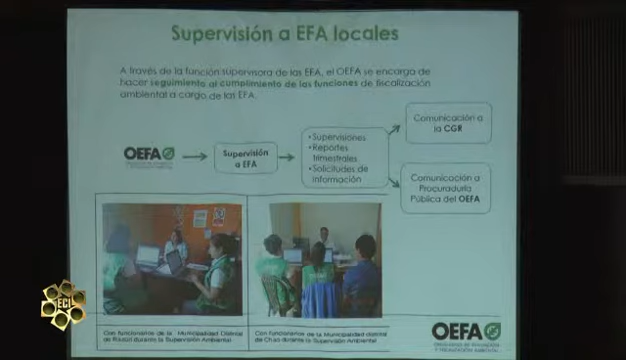 Supervisión a EFA locales
A través de la función supervisora de las EFA, el OEFA se encarga de
hacer seguimiento al cumplimiento de las funciones de fiscalización
ambiental a cargo de las EFA.
Comunicación a
la CGR
OEFA
Supervisión
a EFA
•Supervisiones
•Reportes
trimestrales
•Solicitudes de
información
Comunicación a
Procuraduría
Pública del OEFA
Con funcionarios de la Municipalidad Distrital
de durante la Supervisión Ambiental
Con funcionarios de la Municipalidad distrital
de durante la Supervisión Ambiental
OEFA
ECI